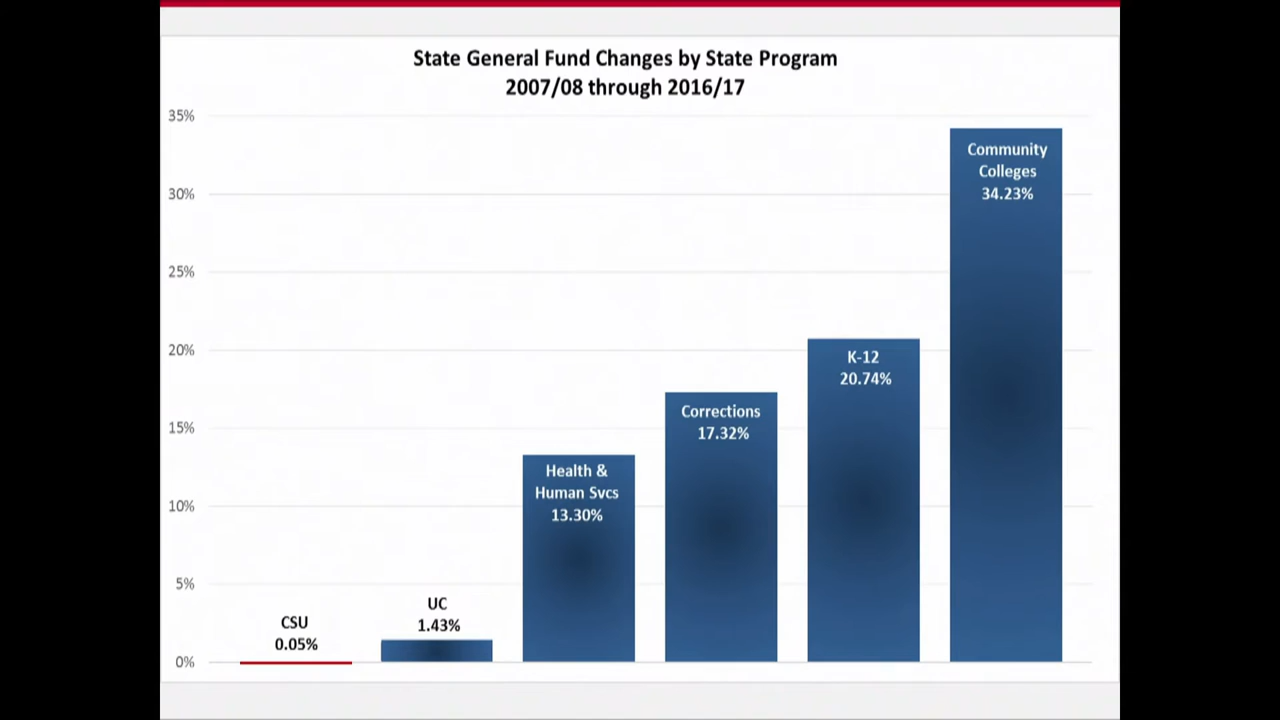 State General Fund Changes by State Program
2007/08 through 2016/17
35%
30%
25%
20%
15%
10%
5%
0%
CSU
0.05%
UC
1.43%
Health &
Human Svcs
13.30%
Corrections
17.32%
K-12
20.74%
Community
Colleges
34.23%